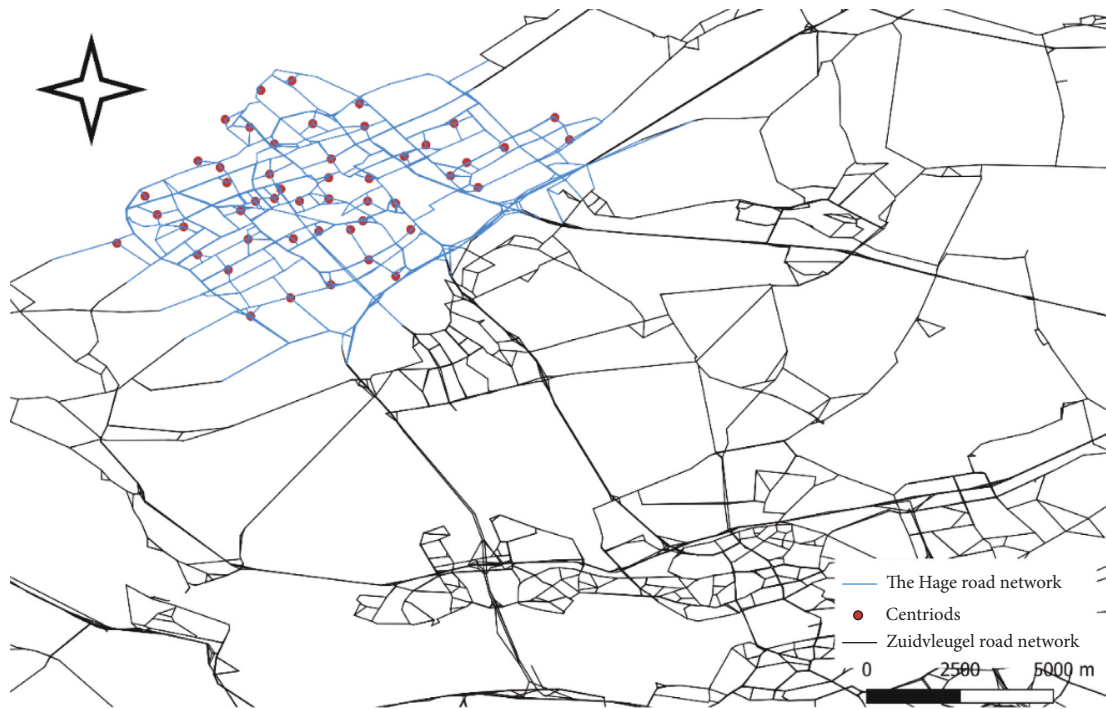 The Hage road network
Centriods
Zuidvleugel road network
0 2500 5000 m